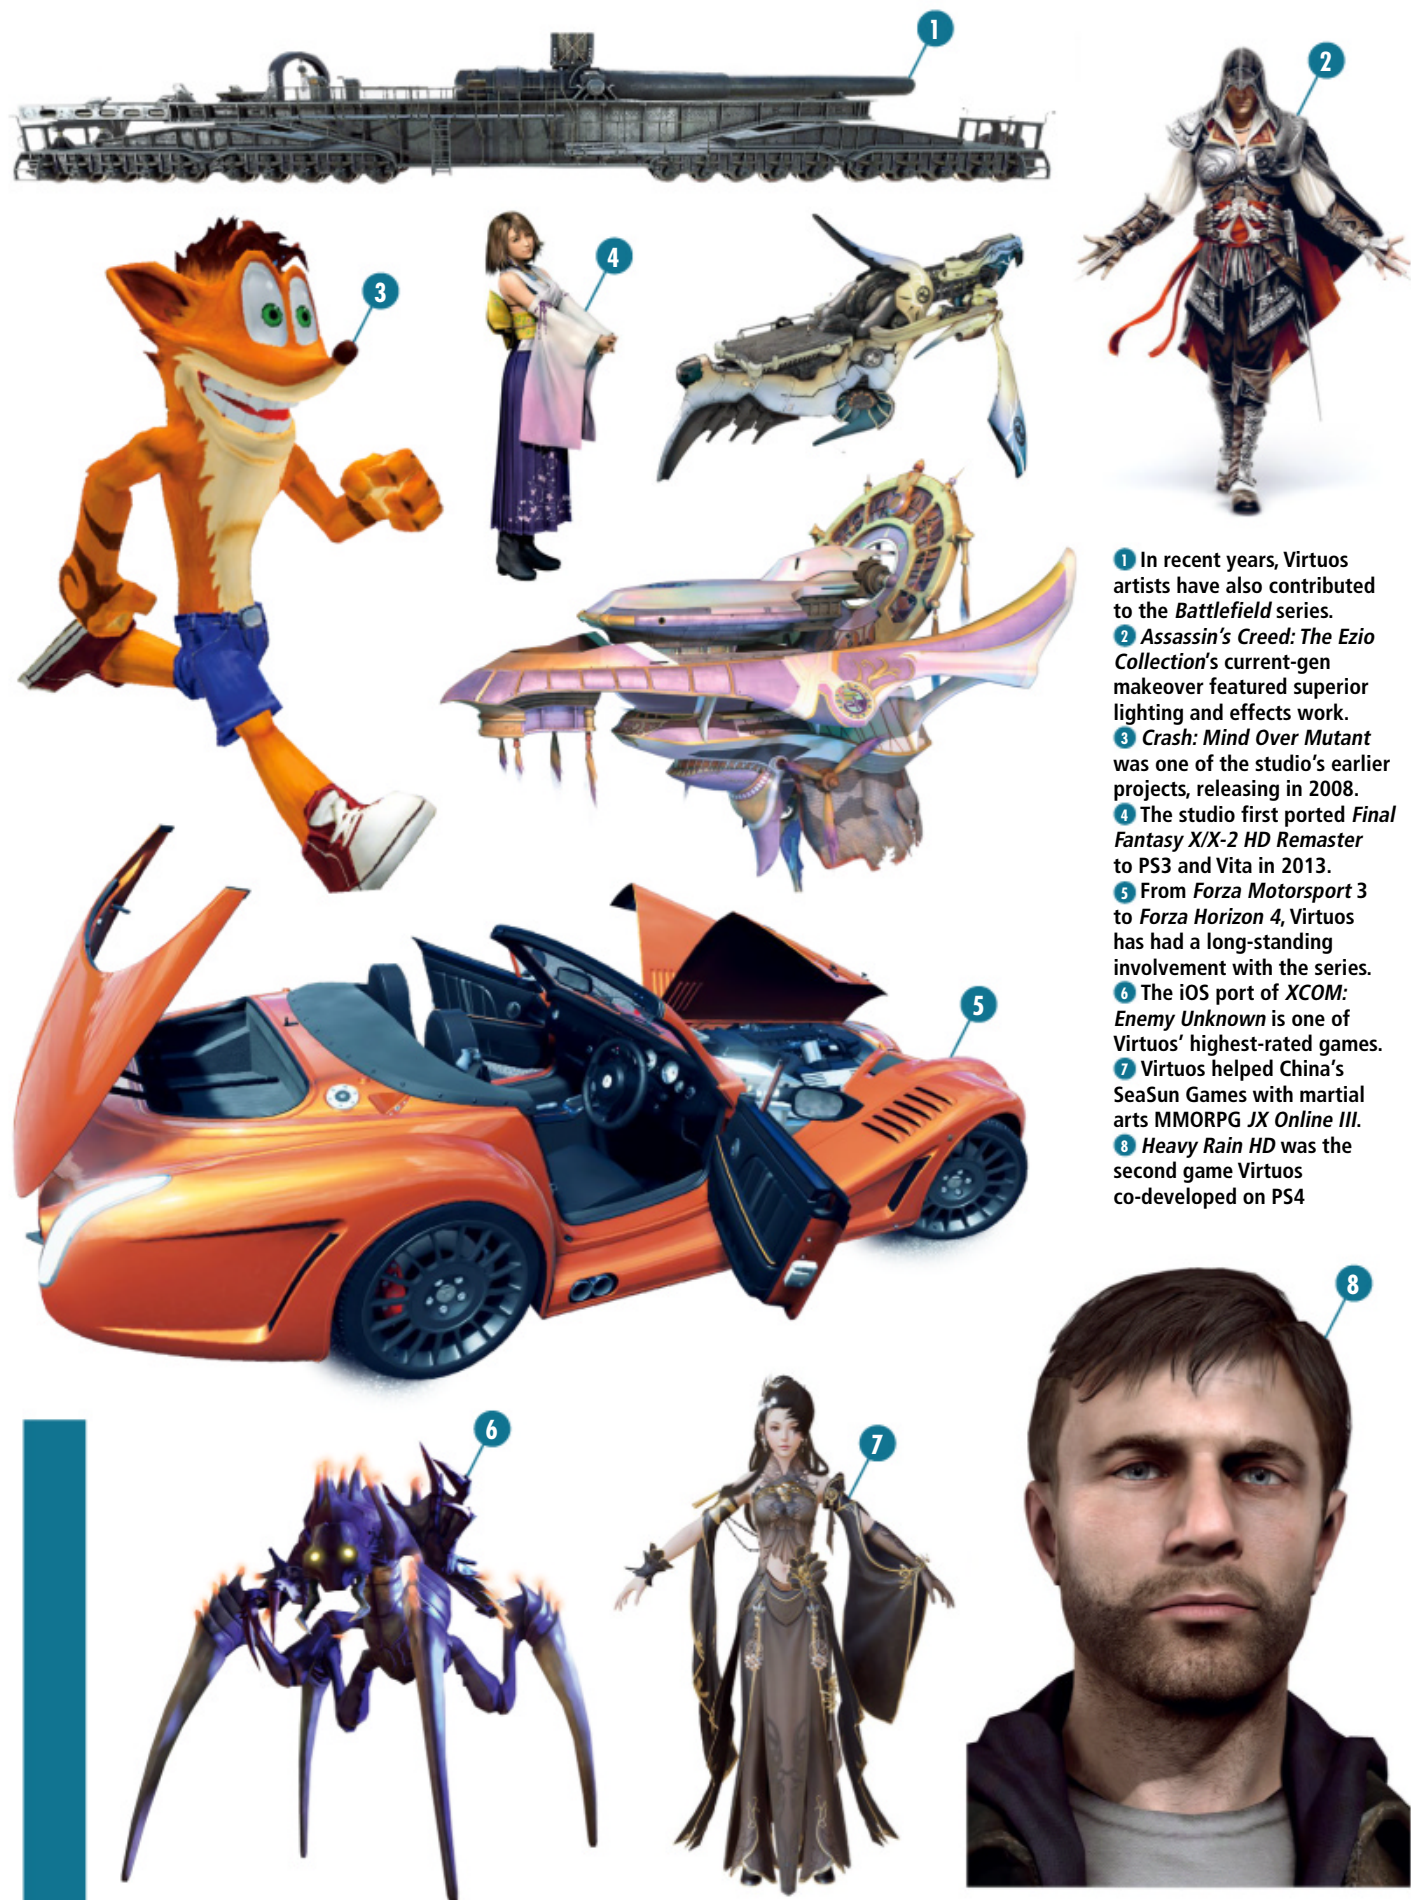 1
2
3
4
1 In recent years, Virtuos
artists have also contributed
to the Battlefield series.
2 Assassin's Creed: The Ezio
Collection's current-gen
makeover featured superior
lighting and effects work.
3 Crash: Mind Over Mutant
was one of the studio's earlier
projects, releasing in 2008.
4 The studio first ported Final
Fantasy X/X-2 HD Remaster
to PS3 and Vita in 2013.
5 From Forza Motorsport 3
to Forza Horizon 4, Virtuos
has had a long-standing
involvement with the series.
6 The iOS port of XCOM:
Enemy Unknown is one of
Virtuos' highest-rated games.
7 Virtuos helped China's
SeaSun Games with martial
arts MMORPG JX Online III.
8 Heavy Rain HD was the
second game Virtuos
co-developed on PS4
5
8
6
7